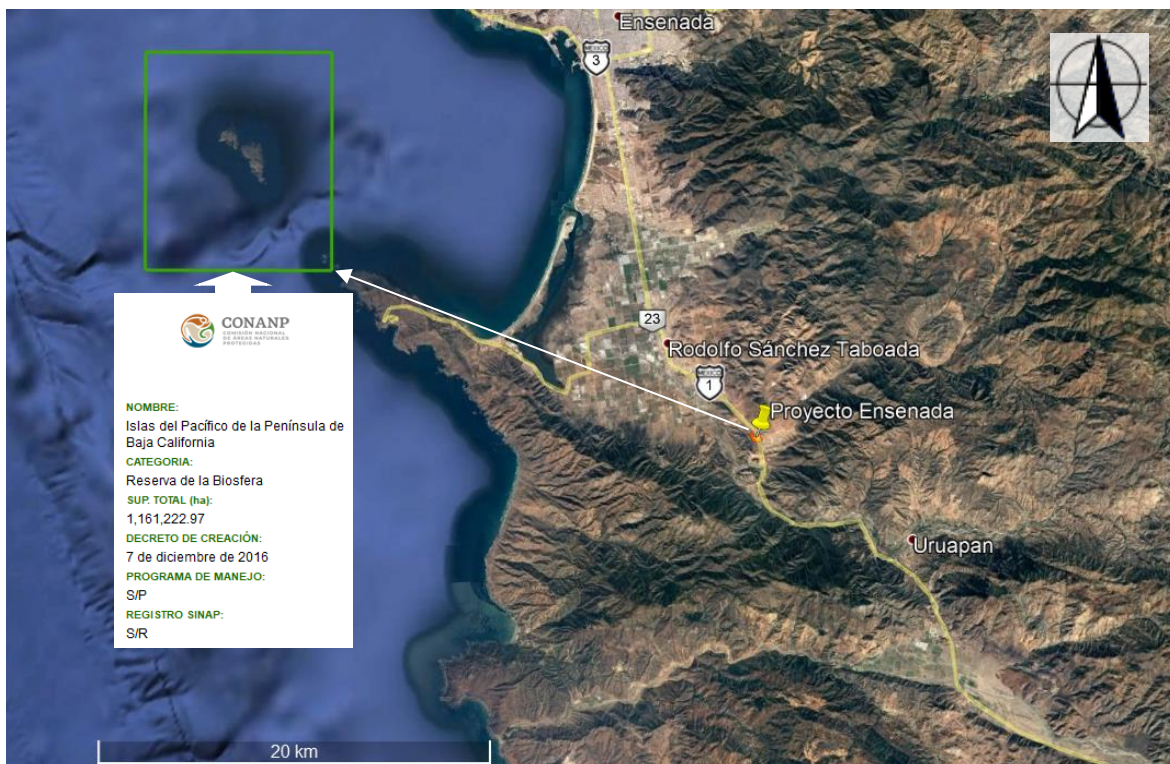 Ensenada
MEXICO
3
CONANP
COMISIÓN NACIONAL
DE ÁREAS NATURALES
PROTEGIDAS
23
Rodolfo Sánchez Taboada
MEXICO
1
Proyecto Ensenada
NOMBRE:
Islas del Pacífico de la Península de
Baja California
CATEGORIA:
Reserva de la Biosfera
SUP. TOTAL (ha):
1,161,222.97
DECRETO DE CREACIÓN:
7 de diciembre de 2016
PROGRAMA DE MANEJO:
S/P
REGISTRO SINAP:
S/R
Uruapan
20 km